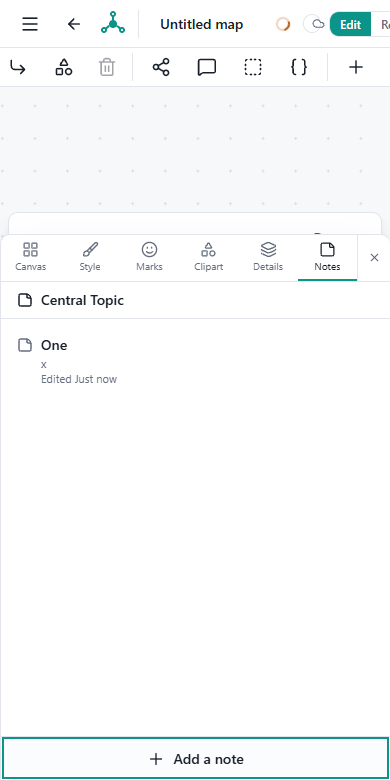 Untitled map
Edit
Canvas
Style
Marks
Clipart
Details
Notes
Central Topic
One
x
Edited Just now
Add a note